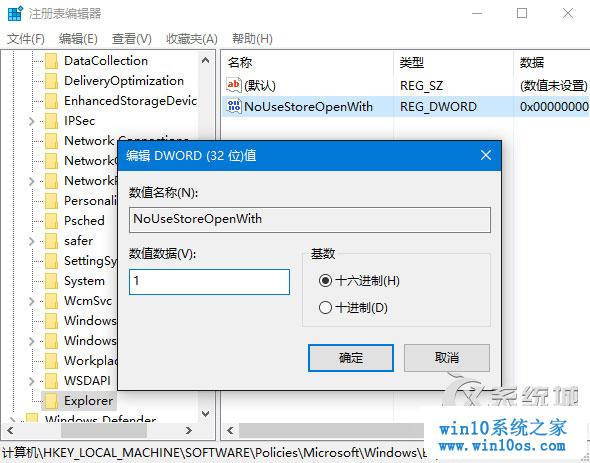 注册表编辑器
文件(F) 编辑(E) 查看(V) 收藏夹(A) 帮助(H)
DataCollection
DeliveryOptimization
EnhancedStorageDevic
IPSec
Network Connections
Network
NetworkP
Personali
Psched
safer
SettingSy
System
WcmSvc
Windows
Windows
Workplac
WSDAPI
Explorer
Windows Defender
名称 类型 数据
ab (默认) REG_SZ (数值未设置)
NoUseStoreOpenWith REG_DWORD 0x00000000
编辑 DWORD (32 位)值
数值名称(N):
NoUseStoreOpenWith
数值数据(V):
1
基数
十六进制(H)
十进制(D)
确定 取消
计算机\HKEY_LOCAL_MACHINE\SOFTWARE\Policies\Microsoft\Windows\E
系统城
win10系统之家
www.win10os.com